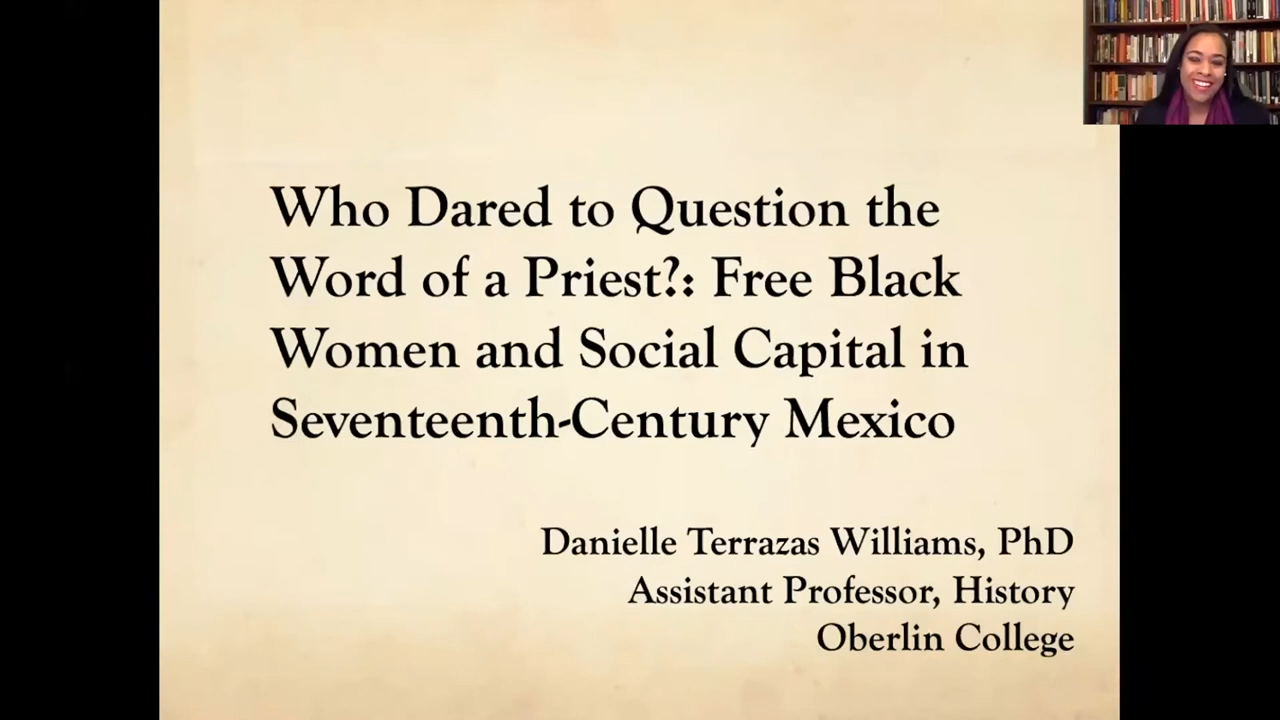 Who Dared to Question the
Word of a Priest?: Free Black
Women and Social Capital in
Seventeenth-Century Mexico
Danielle Terrazas Williams, PhD
Assistant Professor, History
Oberlin College